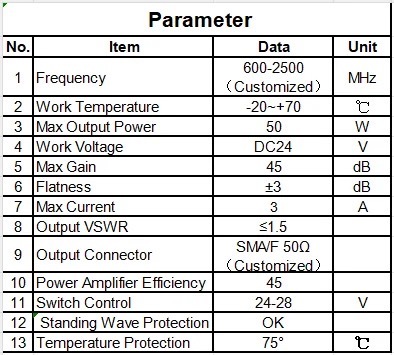 Parameter
No. Item Data Unit
1 Frequency 600-2500 （Customized） MHz
2 Work Temperature -20~+70 ℃
3 Max Output Power 50 W
4 Work Voltage DC24 V
5 Max Gain 45 dB
6 Flatness ±3 dB
7 Max Current 3 A
8 Output VSWR ≤1.5
9 Output Connector SMA/F 50Ω （Customized）
10 Power Amplifier Efficiency 45
11 Switch Control 24-28 V
12 Standing Wave Protection OK
13 Temperature Protection 75° ℃